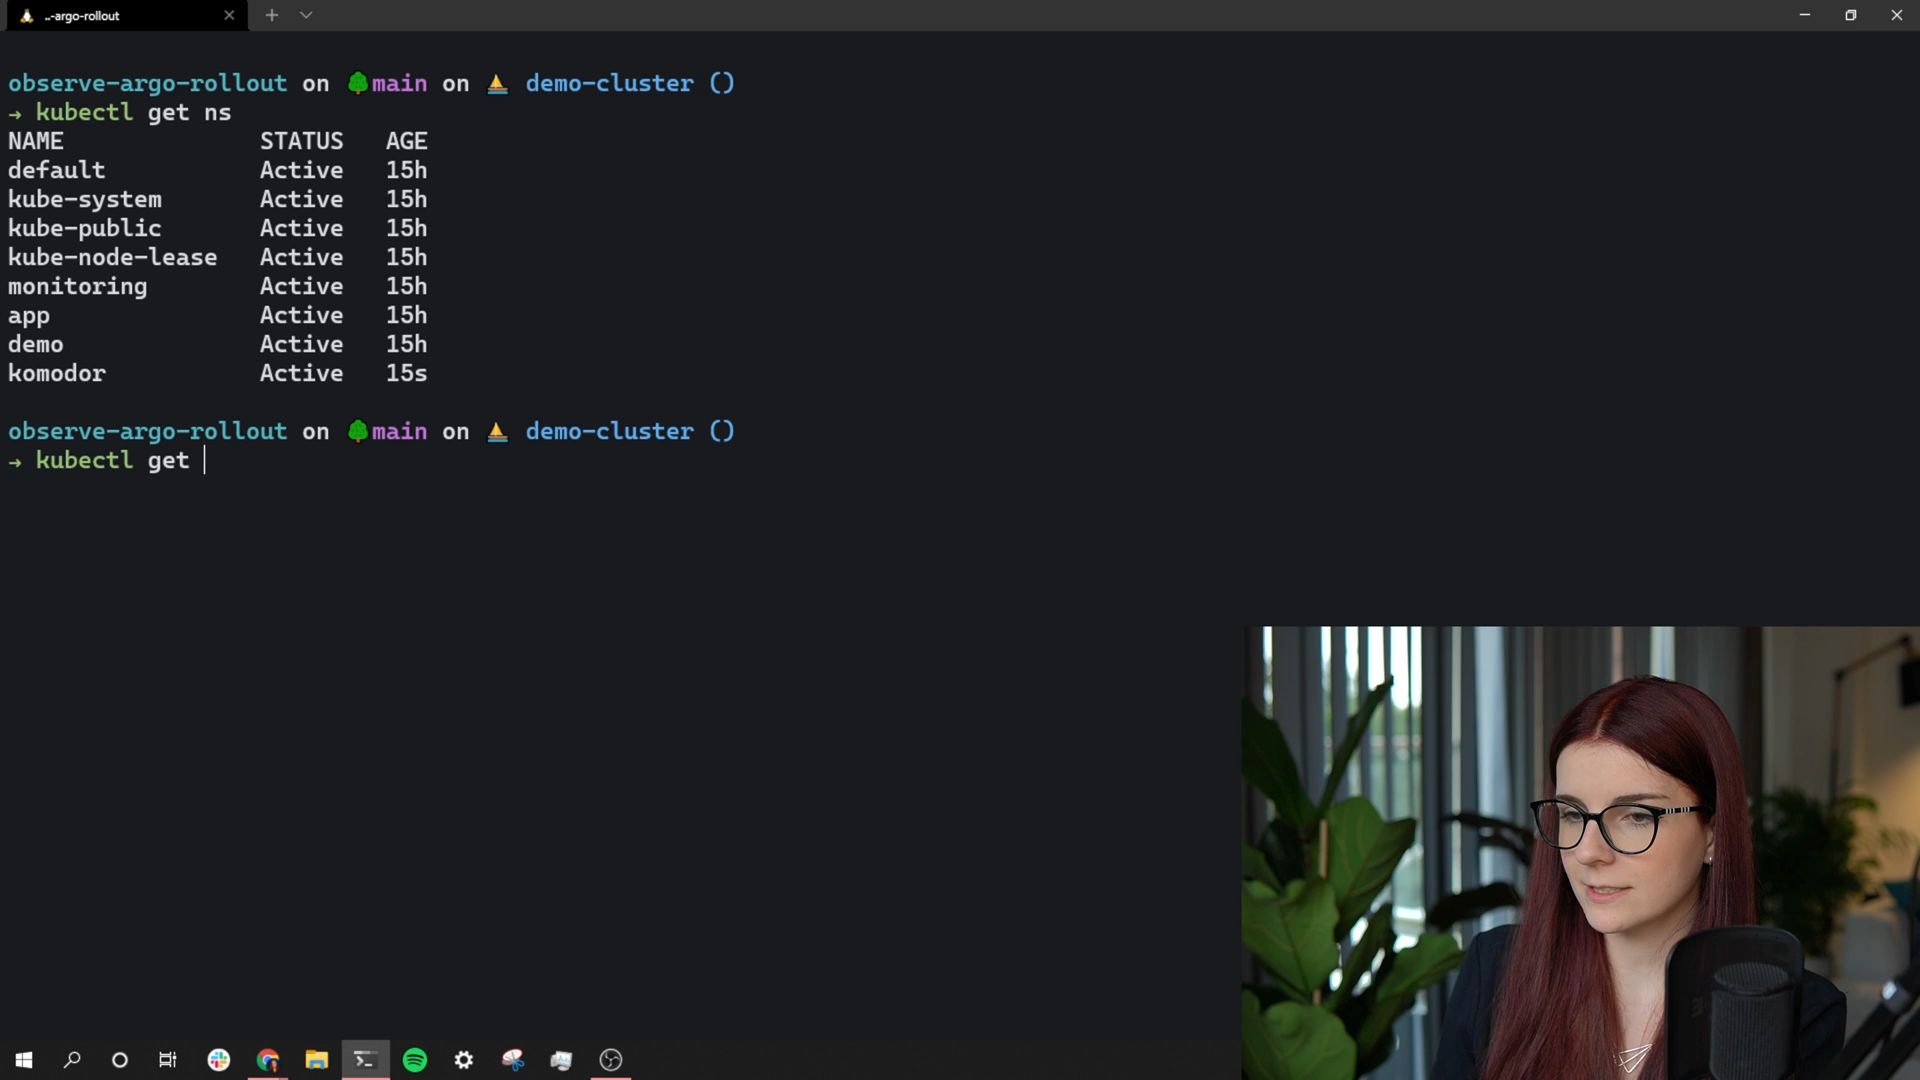 ..-argo-rollout
observe-argo-rollout on main on demo-cluster ()
→ kubectl get ns
NAME STATUS AGE
default Active 15h
kube-system Active 15h
kube-public Active 15h
kube-node-lease Active 15h
monitoring Active 15h
app Active 15h
demo Active 15h
komodor Active 15s
observe-argo-rollout on main on demo-cluster ()
→ kubectl get